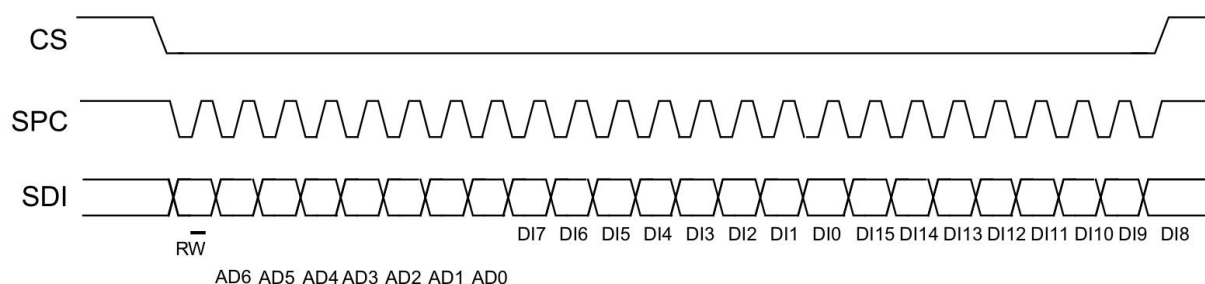 CS
SPC
SDI
RW
DI7 DI6 DI5 DI4 DI3 DI2 DI1 DI0 DI15 DI14 DI13 DI12 DI11 DI10 DI9 DI8
AD6 AD5 AD4 AD3 AD2 AD1 AD0